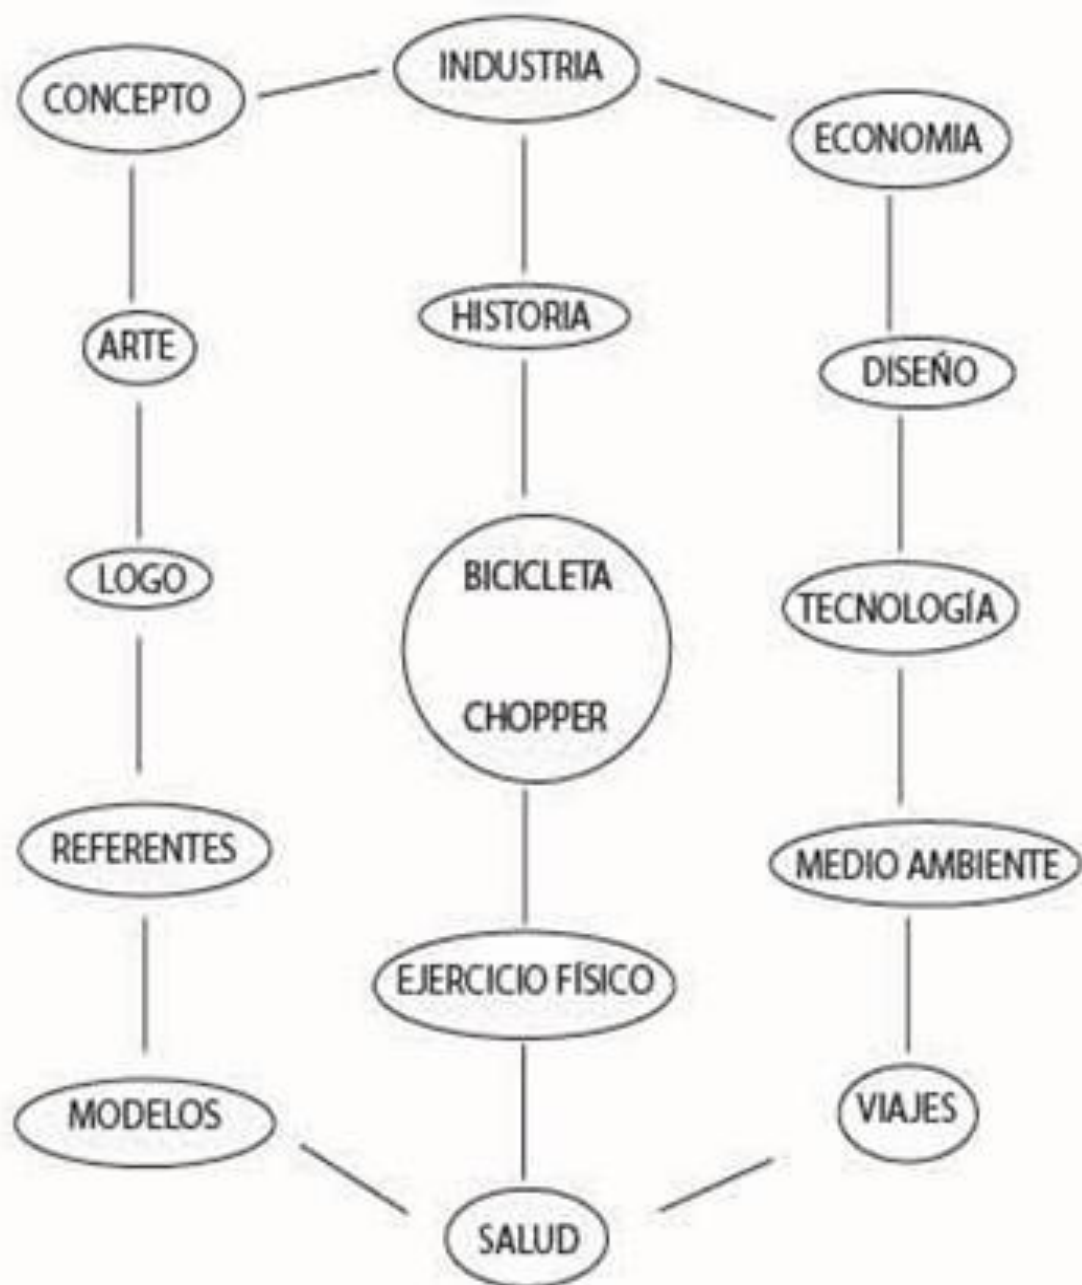 INDUSTRIA
CONCEPTO
ECONOMIA
HISTORIA
ARTE
DISEÑO
BICICLETA
CHOPPER
LOGO
TECNOLOGÍA
REFERENTES
MEDIO AMBIENTE
EJERCICIO FÍSICO
MODELOS
VIAJES
SALUD